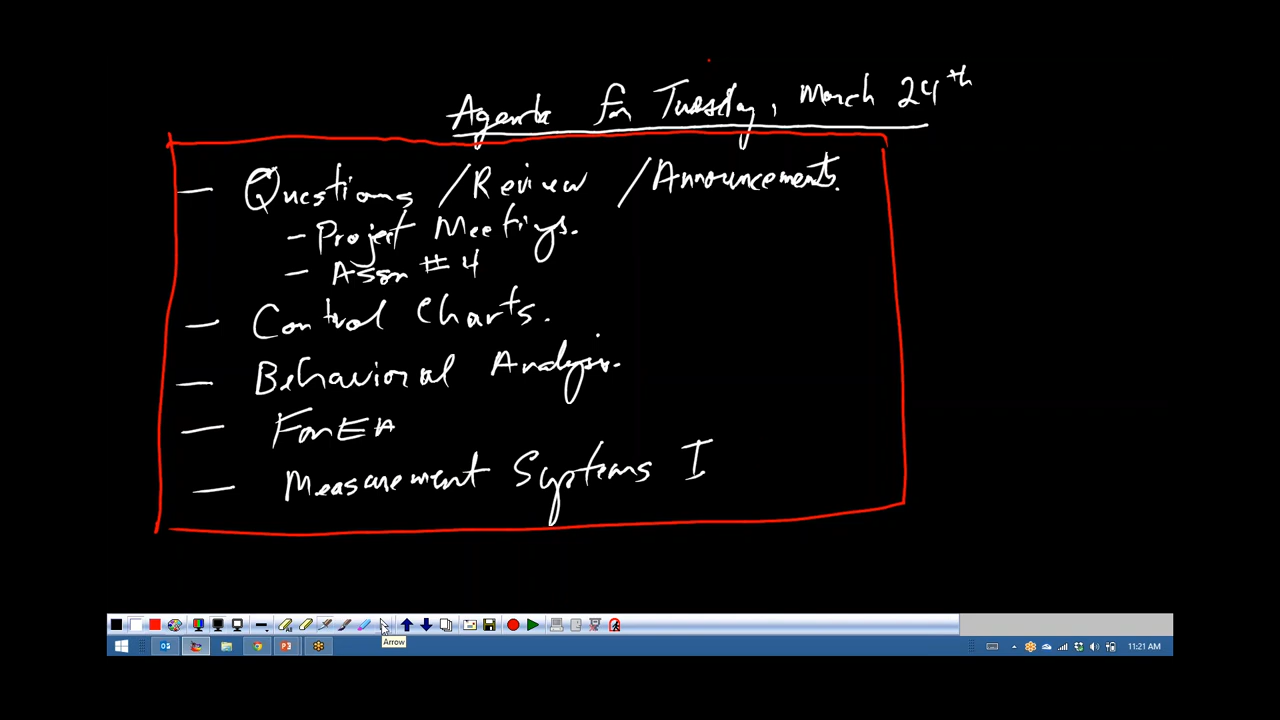 Agenda for Tuesday, March 24th
— Questions /Review /Announcements.
– Project Meetings.
– Assn # 4
— Control Charts.
— Behavioral Analysis.
— FMEA
— Measurement Systems I
Arrow
11:21 AM